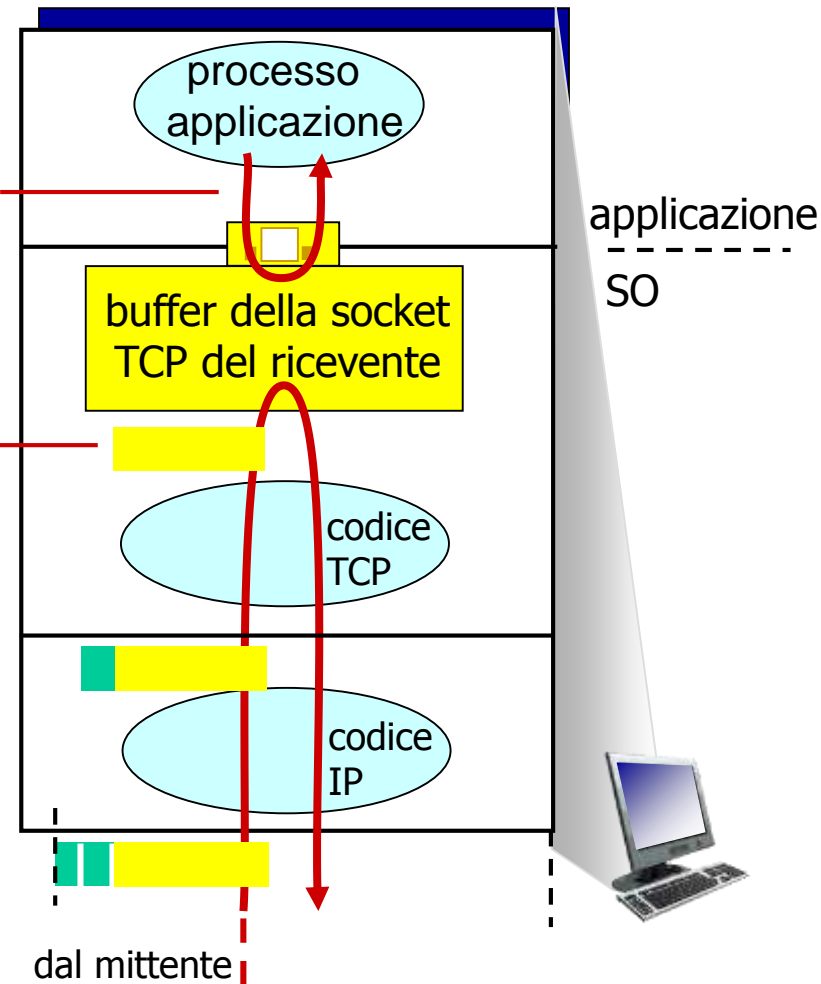 processo
applicazione
applicazione
SO
buffer della socket
TCP del ricevente
codice
TCP
codice
IP
dal mittente